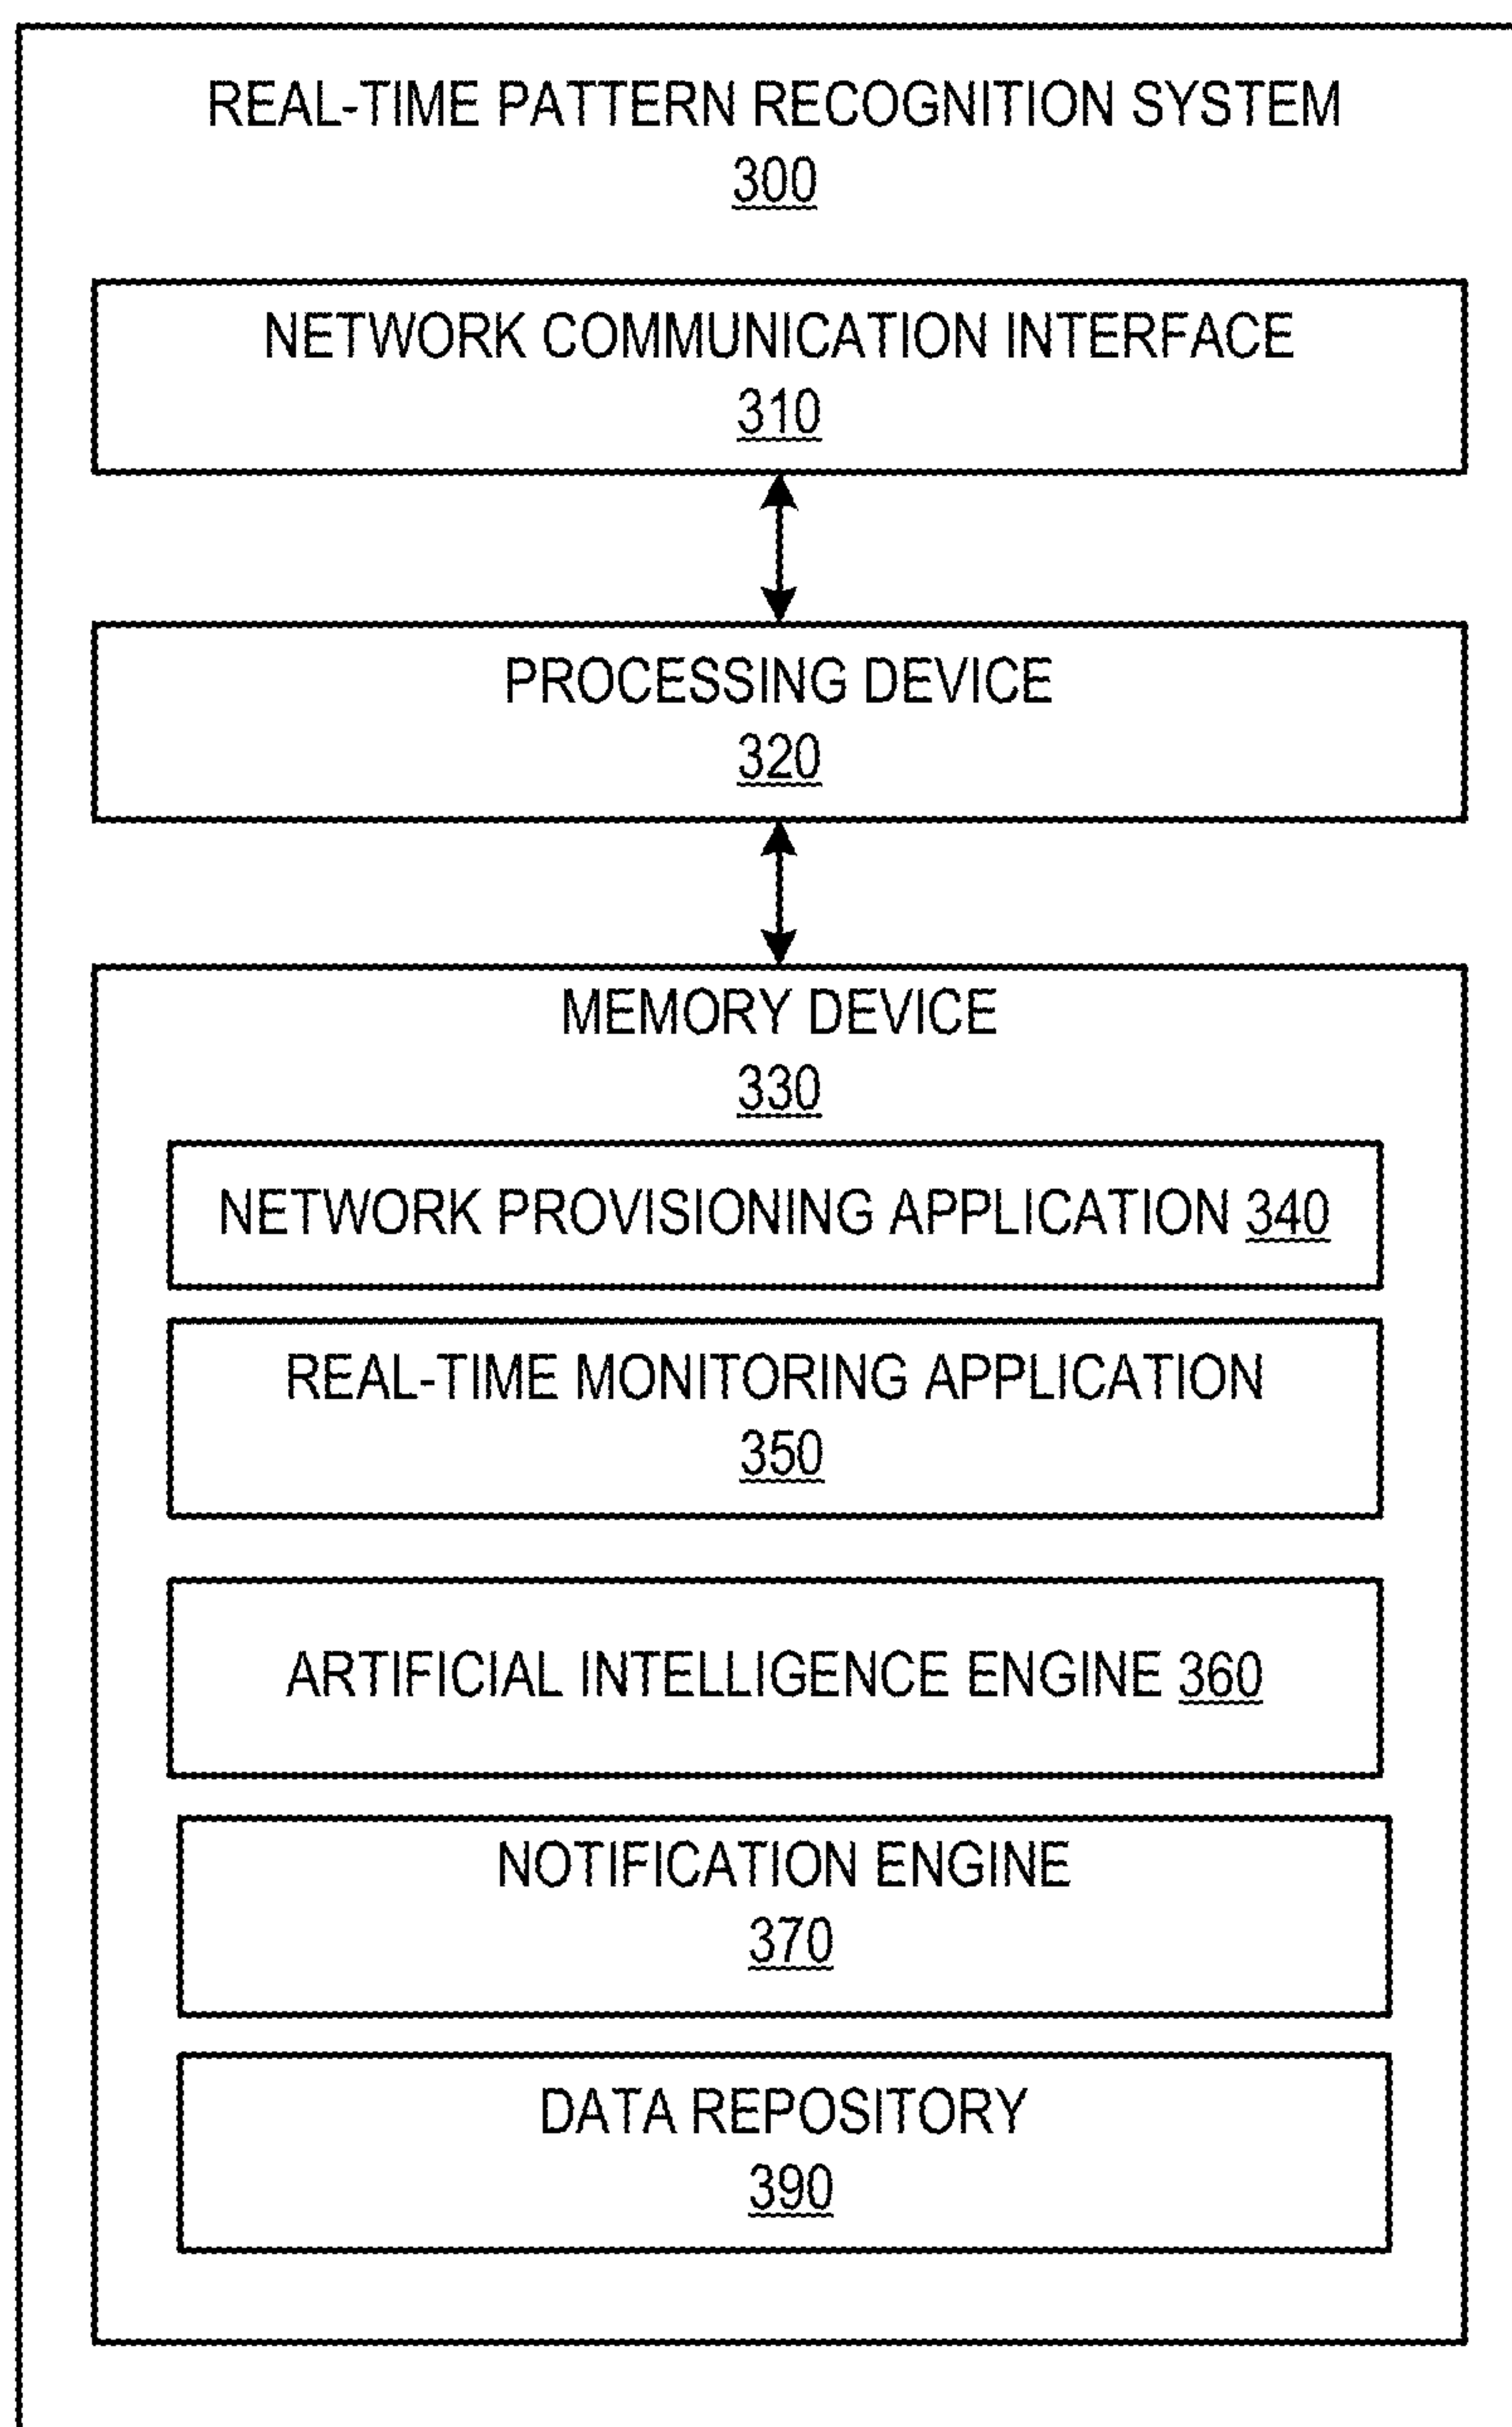 REAL-TIME PATTERN RECOGNITION SYSTEM
300
NETWORK COMMUNICATION INTERFACE
310
PROCESSING DEVICE
320
MEMORY DEVICE
330
NETWORK PROVISIONING APPLICATION 340
REAL-TIME MONITORING APPLICATION
350
ARTIFICIAL INTELLIGENCE ENGINE 360
NOTIFICATION ENGINE
370
DATA REPOSITORY
390